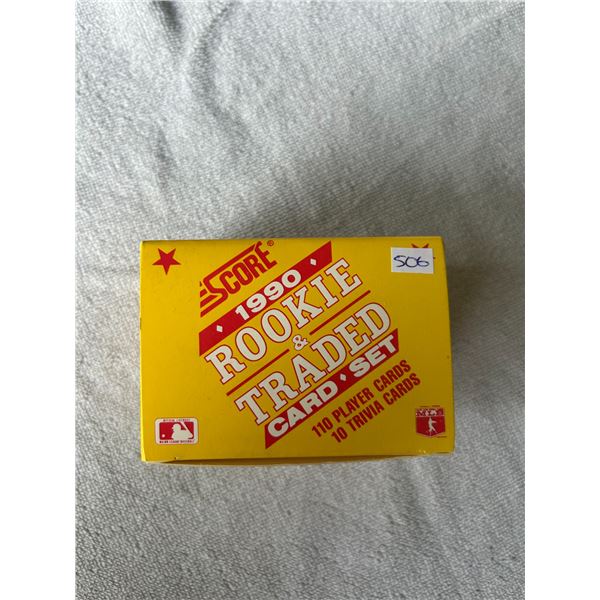 SCORE®
506
1990
ROOKIE
&
TRADED
CARD • SET
110 PLAYER CARDS
10 TRIVIA CARDS